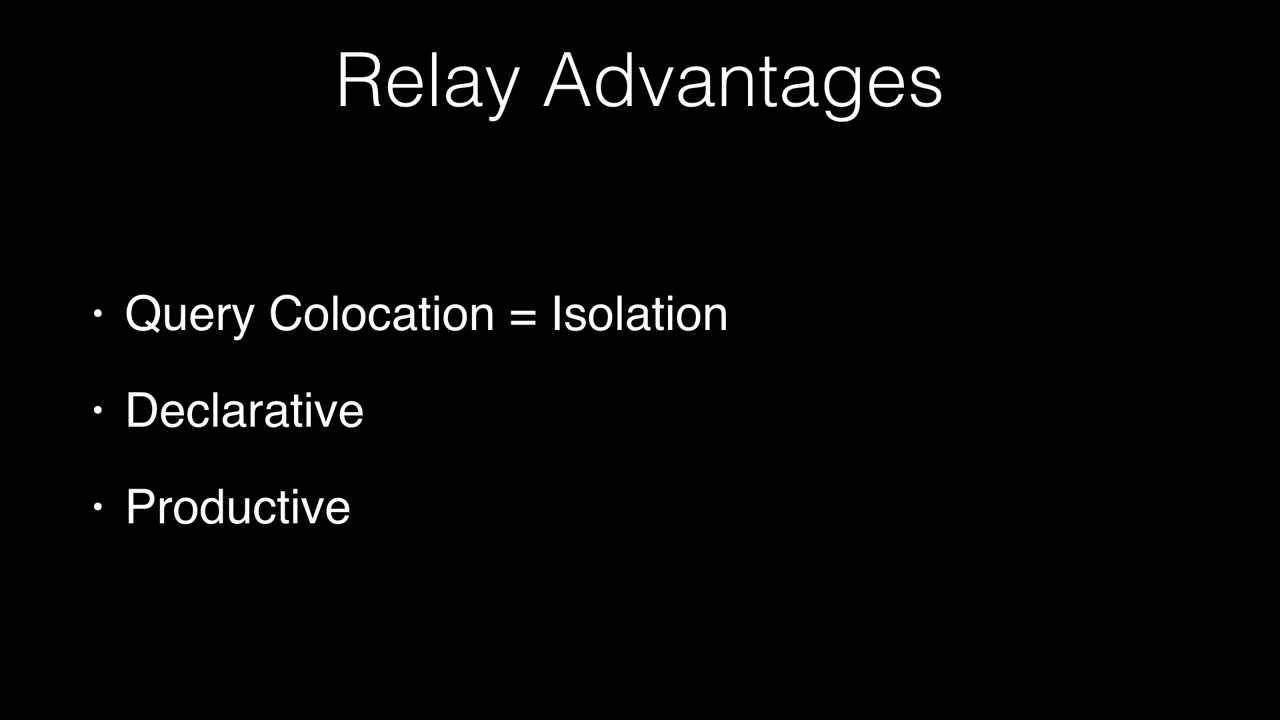 Relay Advantages
• Query Colocation = Isolation
• Declarative
• Productive